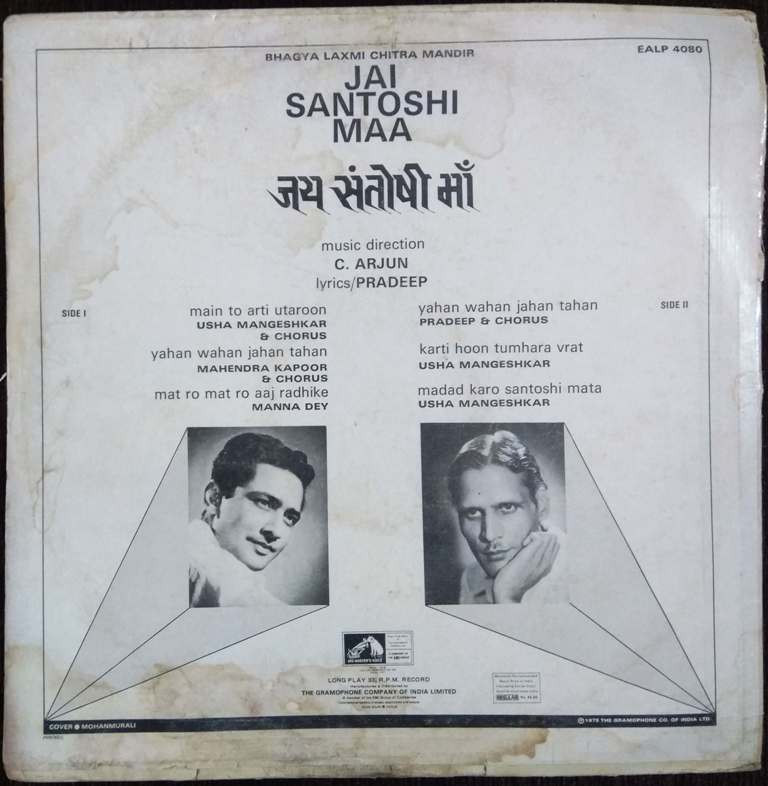 BHAGYA LAXMI CHITRA MANDIR
EALP 4080
JAI
SANTOSHI
MAA
जय संतोषी माँ
music direction
C. ARJUN
lyrics/PRADEEP
SIDE I
main to arti utaroon
USHA MANGESHKAR
& CHORUS
yahan wahan jahan tahan
MAHENDRA KAPOOR
& CHORUS
mat ro mat ro aaj radhike
MANNA DEY
SIDE II
yahan wahan jahan tahan
PRADEEP & CHORUS
karti hoon tumhara vrat
USHA MANGESHKAR
madad karo santoshi mata
USHA MANGESHKAR
HIS MASTER'S VOICE
LONG PLAY 33⅓ R.P.M. RECORD
THE GRAMOPHONE COMPANY OF INDIA LIMITED
COVER ● MOHANMURALI
℗ 1975 THE GRAMOPHONE CO. OF INDIA LTD.